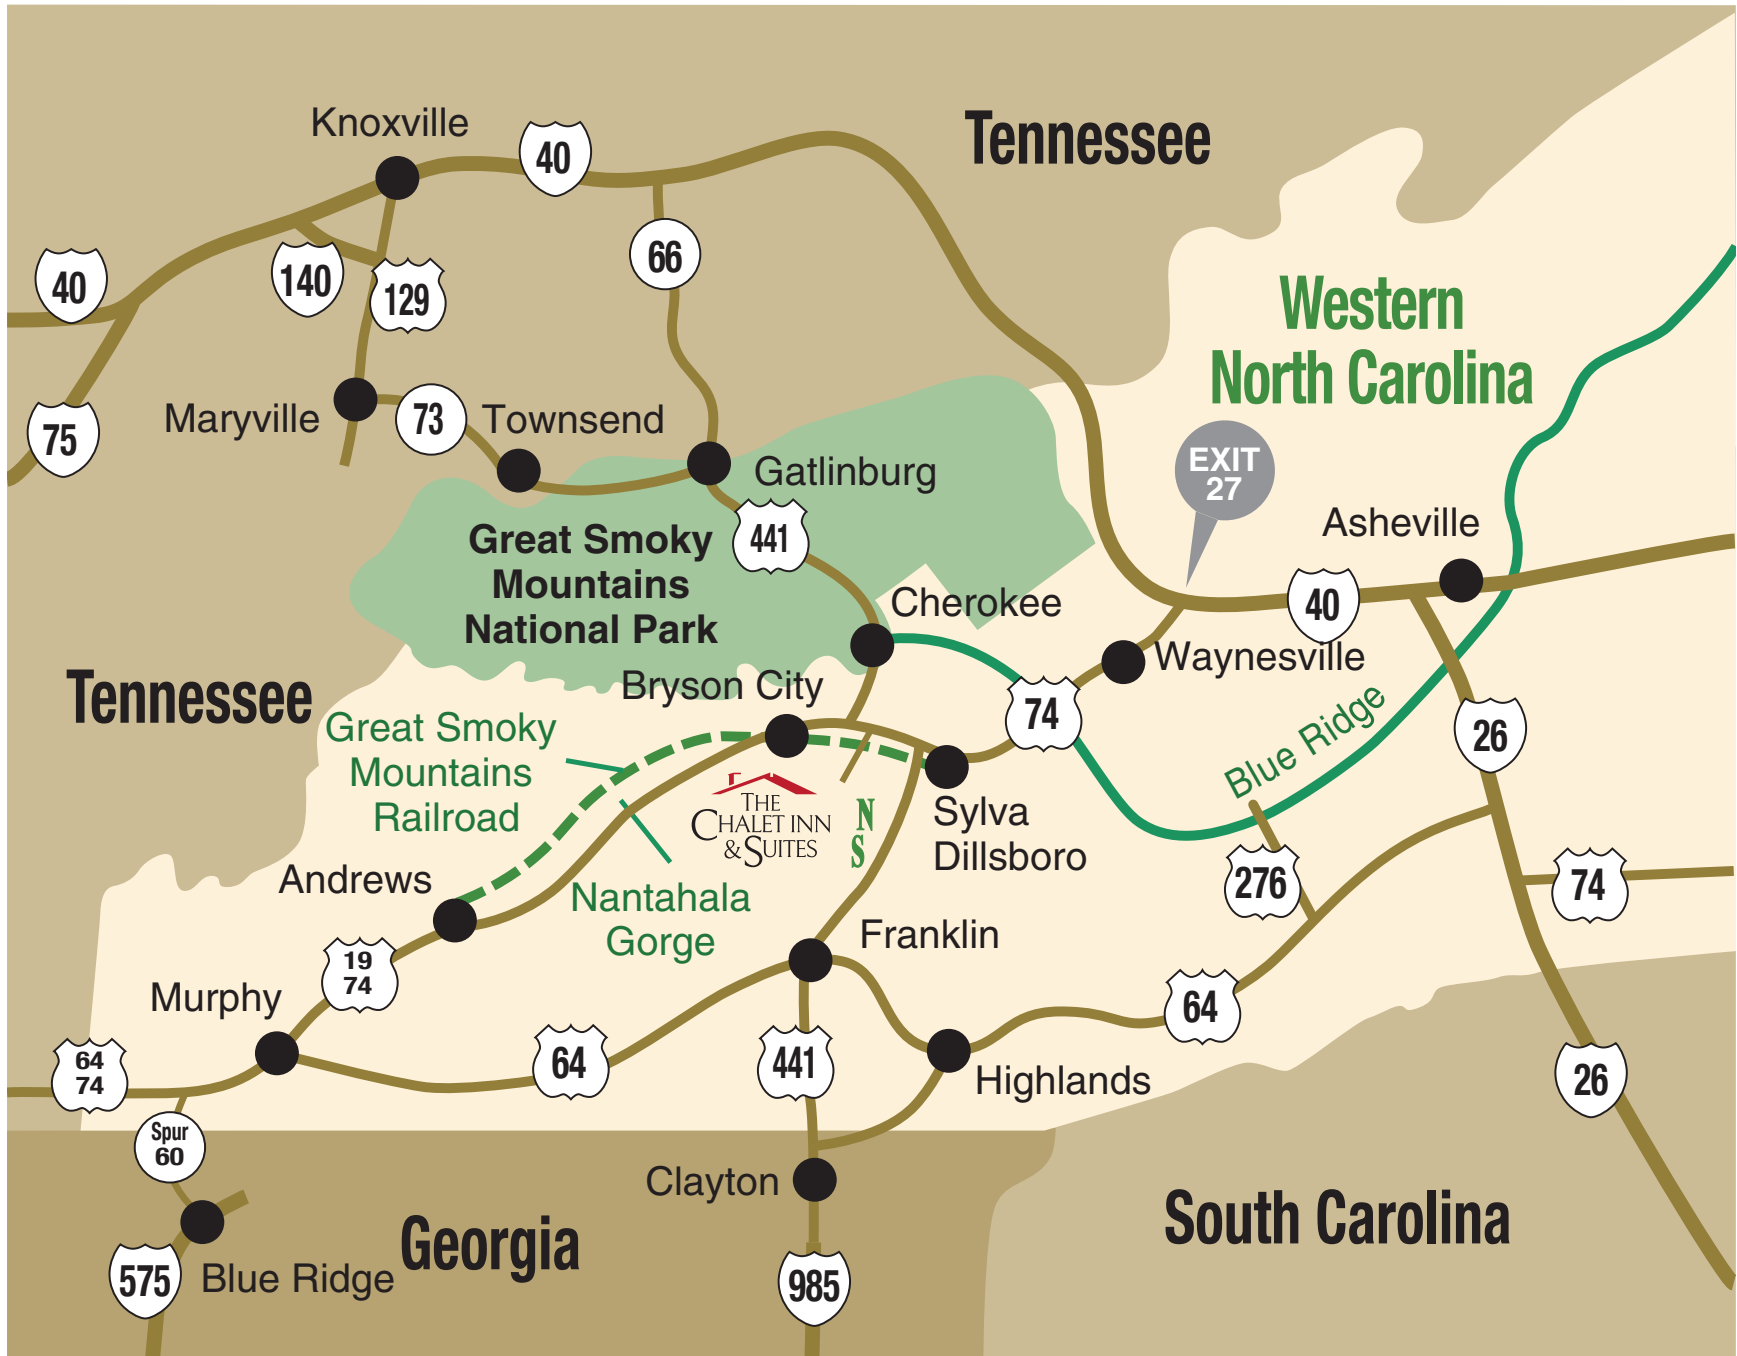 Knoxville
40
Tennessee
66
40
140
129
Western
North Carolina
Maryville
73
Townsend
75
Gatlinburg
EXIT
27
441
Asheville
Great Smoky
Mountains
National Park
Cherokee
40
Waynesville
Tennessee
Bryson City
74
Blue Ridge
26
Great Smoky
Mountains
Railroad
THE
CHALET INN
& SUITES
N
S
Sylva
Dillsboro
Andrews
Nantahala
Gorge
276
74
Franklin
19
74
Murphy
64
64
74
64
441
Highlands
26
Spur
60
Clayton
South Carolina
Georgia
575
Blue Ridge
985